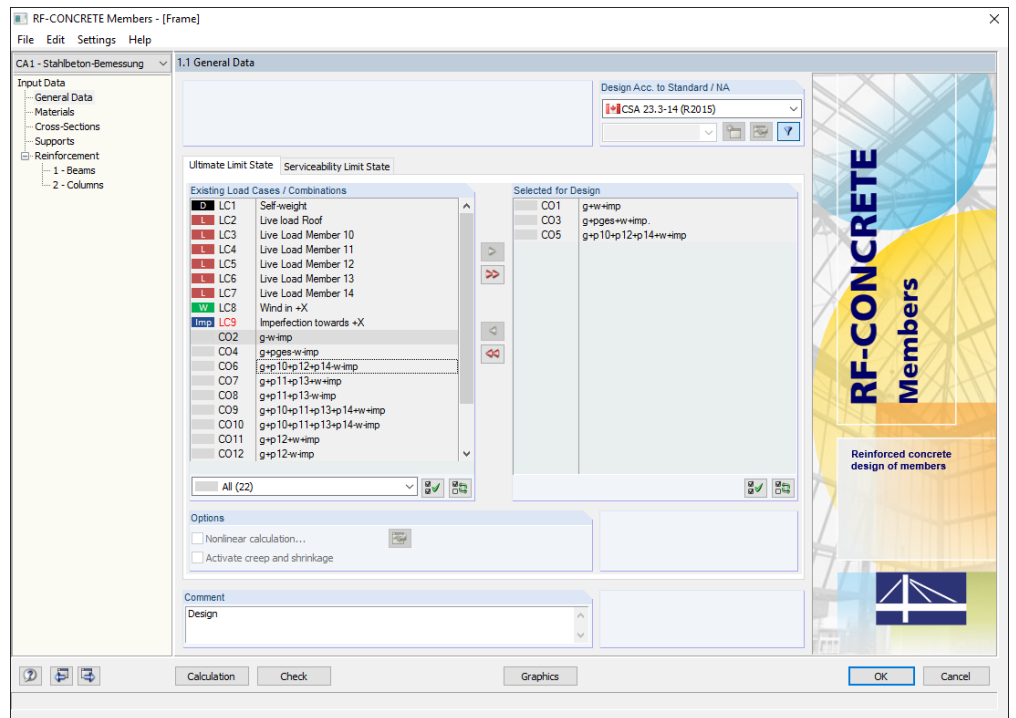 RF-CONCRETE Members - [Frame]
File Edit Settings Help
CA1 - Stahlbeton-Bemessung
1.1 General Data
Input Data
General Data
Materials
Cross-Sections
Supports
Reinforcement
1 - Beams
2 - Columns
Design Acc. to Standard / NA
CSA 23.3-14 (R2015)
Ultimate Limit State Serviceability Limit State
Existing Load Cases / Combinations
D LC1 Self-weight
L LC2 Live load Roof
L LC3 Live Load Member 10
L LC4 Live Load Member 11
L LC5 Live Load Member 12
L LC6 Live Load Member 13
L LC7 Live Load Member 14
W LC8 Wind in +X
Imp LC9 Imperfection towards +X
CO2 g-w-imp
CO4 g+pges-w-imp
CO6 g+p10+p12+p14-w-imp
CO7 g+p11+p13+w+imp
CO8 g+p11+p13-w-imp
CO9 g+p10+p11+p13+p14+w+imp
CO10 g+p10+p11+p13+p14-w-imp
CO11 g+p12+w+imp
CO12 g+p12-w-imp
All (22)
Selected for Design
CO1 g+w+imp
CO3 g+pges+w+imp.
CO5 g+p10+p12+p14+w+imp
Options
Nonlinear calculation...
Activate creep and shrinkage
Comment
Design
RF-CONCRETE
Members
Reinforced concrete
design of members
Calculation Check Graphics OK Cancel